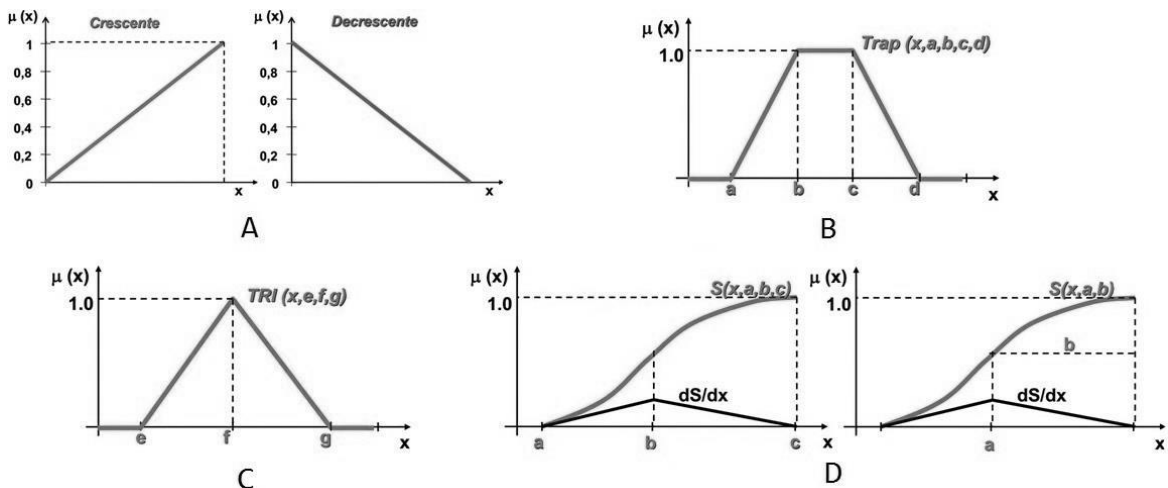 μ (x)
Crescente
1
0,8
0,6
0,4
0,2
0
x
μ (x)
Decrescente
1
0,8
0,6
0,4
0,2
0
x
A
μ (x)
1.0
Trap (x,a,b,c,d)
a b c d
x
B
μ (x)
1.0
TRI (x,e,f,g)
e f g
x
C
μ (x)
1.0
S(x,a,b,c)
dS/dx
a b c
x
μ (x)
1.0
S(x,a,b)
b
dS/dx
a
x
D